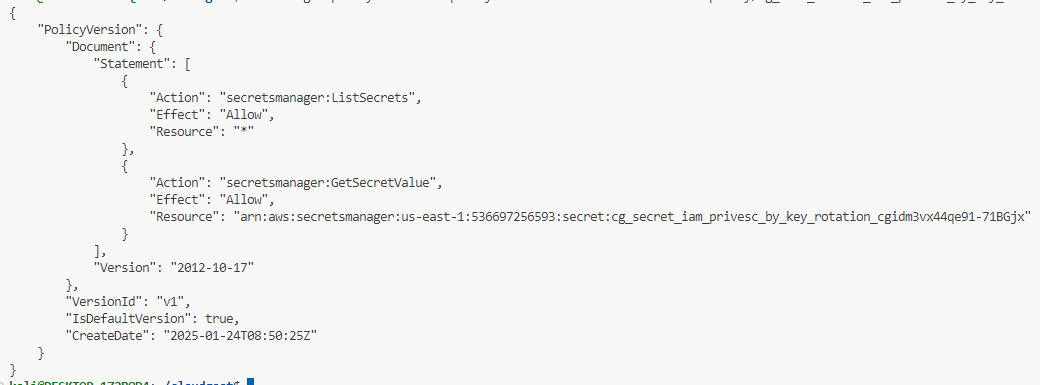 {
"PolicyVersion": {
"Document": {
"Statement": [
{
"Action": "secretsmanager:ListSecrets",
"Effect": "Allow",
"Resource": "*"
},
{
"Action": "secretsmanager:GetSecretValue",
"Effect": "Allow",
"Resource": "arn:aws:secretsmanager:us-east-1:536697256593:secret:cg_secret_iam_privesc_by_key_rotation_cgidm3vx44qe91-71BGjx"
}
],
"Version": "2012-10-17"
},
"VersionId": "v1",
"IsDefaultVersion": true,
"CreateDate": "2025-01-24T08:50:25Z"
}
}